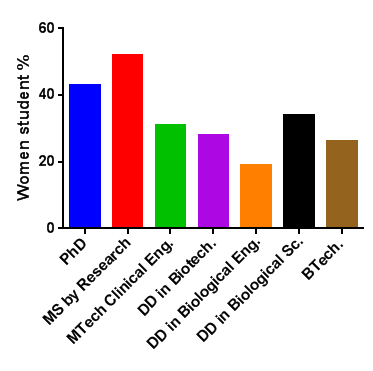 Women student %
60
40
20
0
PhD
MS by Research
MTech Clinical Eng.
DD in Biotech.
DD in Biological Eng.
DD in Biological Sc.
BTech.